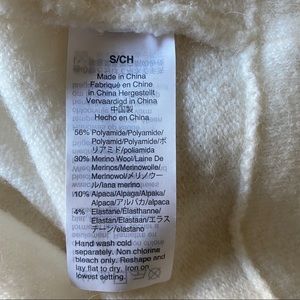 S/CH
Made in China
Fabriqué en Chine
in China Hergestellt
Vervaardigd in China
中国製
Hecho en China
56% Polyamide/Polyamide/
Polyamid/Polyamide/ポ
リアミド/poliamida
30% Merino Wool/Laine De
Merinos/Merinowolle/
Merinowol/メリノ/ウー
ル/lana merino
10% Alpaca/Alpaga/Alpaka/
Alpaca/アルパカ/alpaca
4% Elastane/Elasthanne/
Elastan/Elastaan/エラス
チーン/elastano
Hand wash cold
separately. Non chlorine
bleach only. Reshape and
lay flat to dry. Iron on
lowest setting.